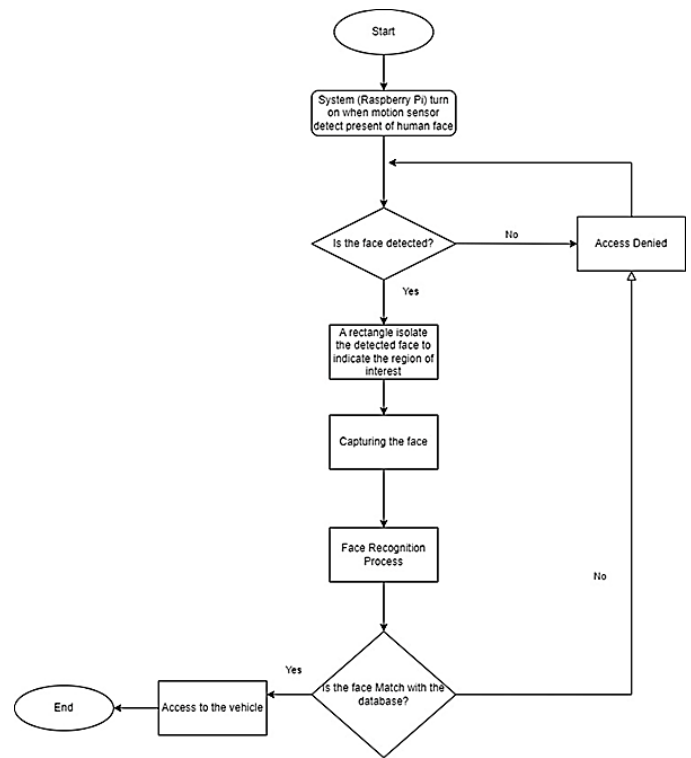 Start
System (Raspberry Pi) turn
on when motion sensor
detect present of human face
Is the face detected?
No
Access Denied
Yes
A rectangle isolate
the detected face to
indicate the region of
interest
Capturing the face
Face Recognition
Process
No
Is the face Match with the
database?
Yes
Access to the vehicle
End